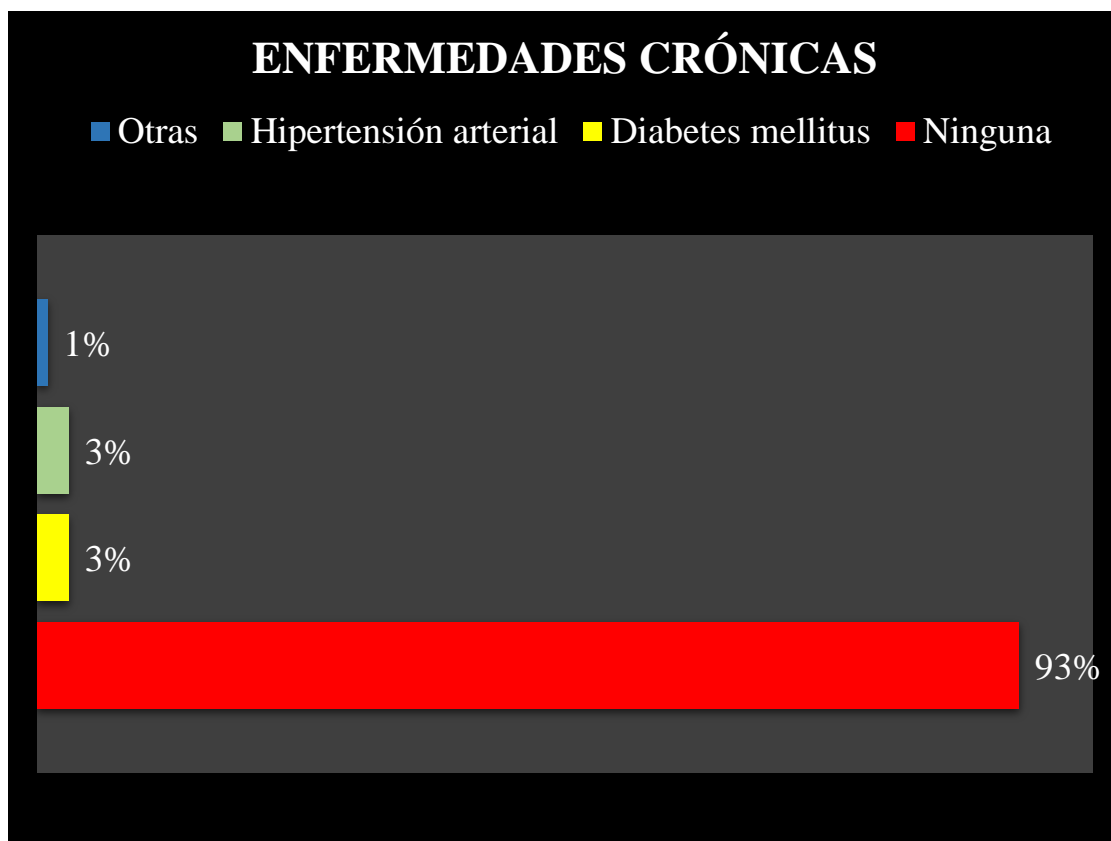 ENFERMEDADES CRÓNICAS
Otras Hipertensión arterial Diabetes mellitus Ninguna
1%
3%
3%
93%